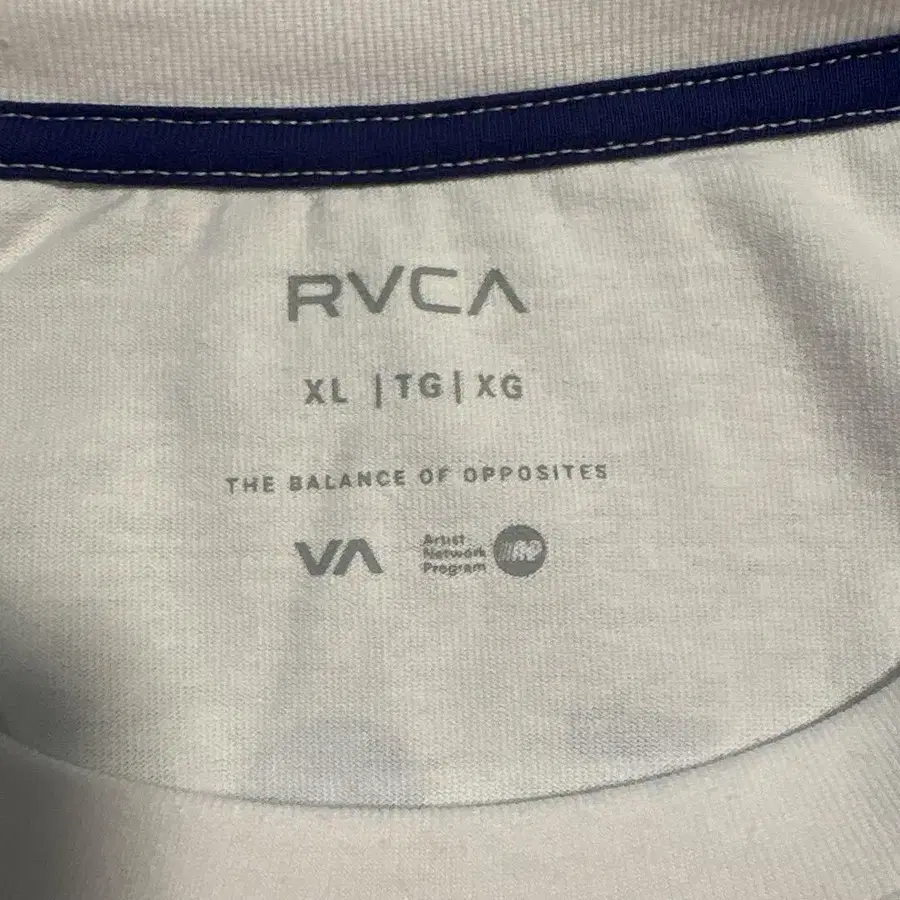 RVCA
XL | TG | XG
THE BALANCE OF OPPOSITES
VA
Artist
Network
Program